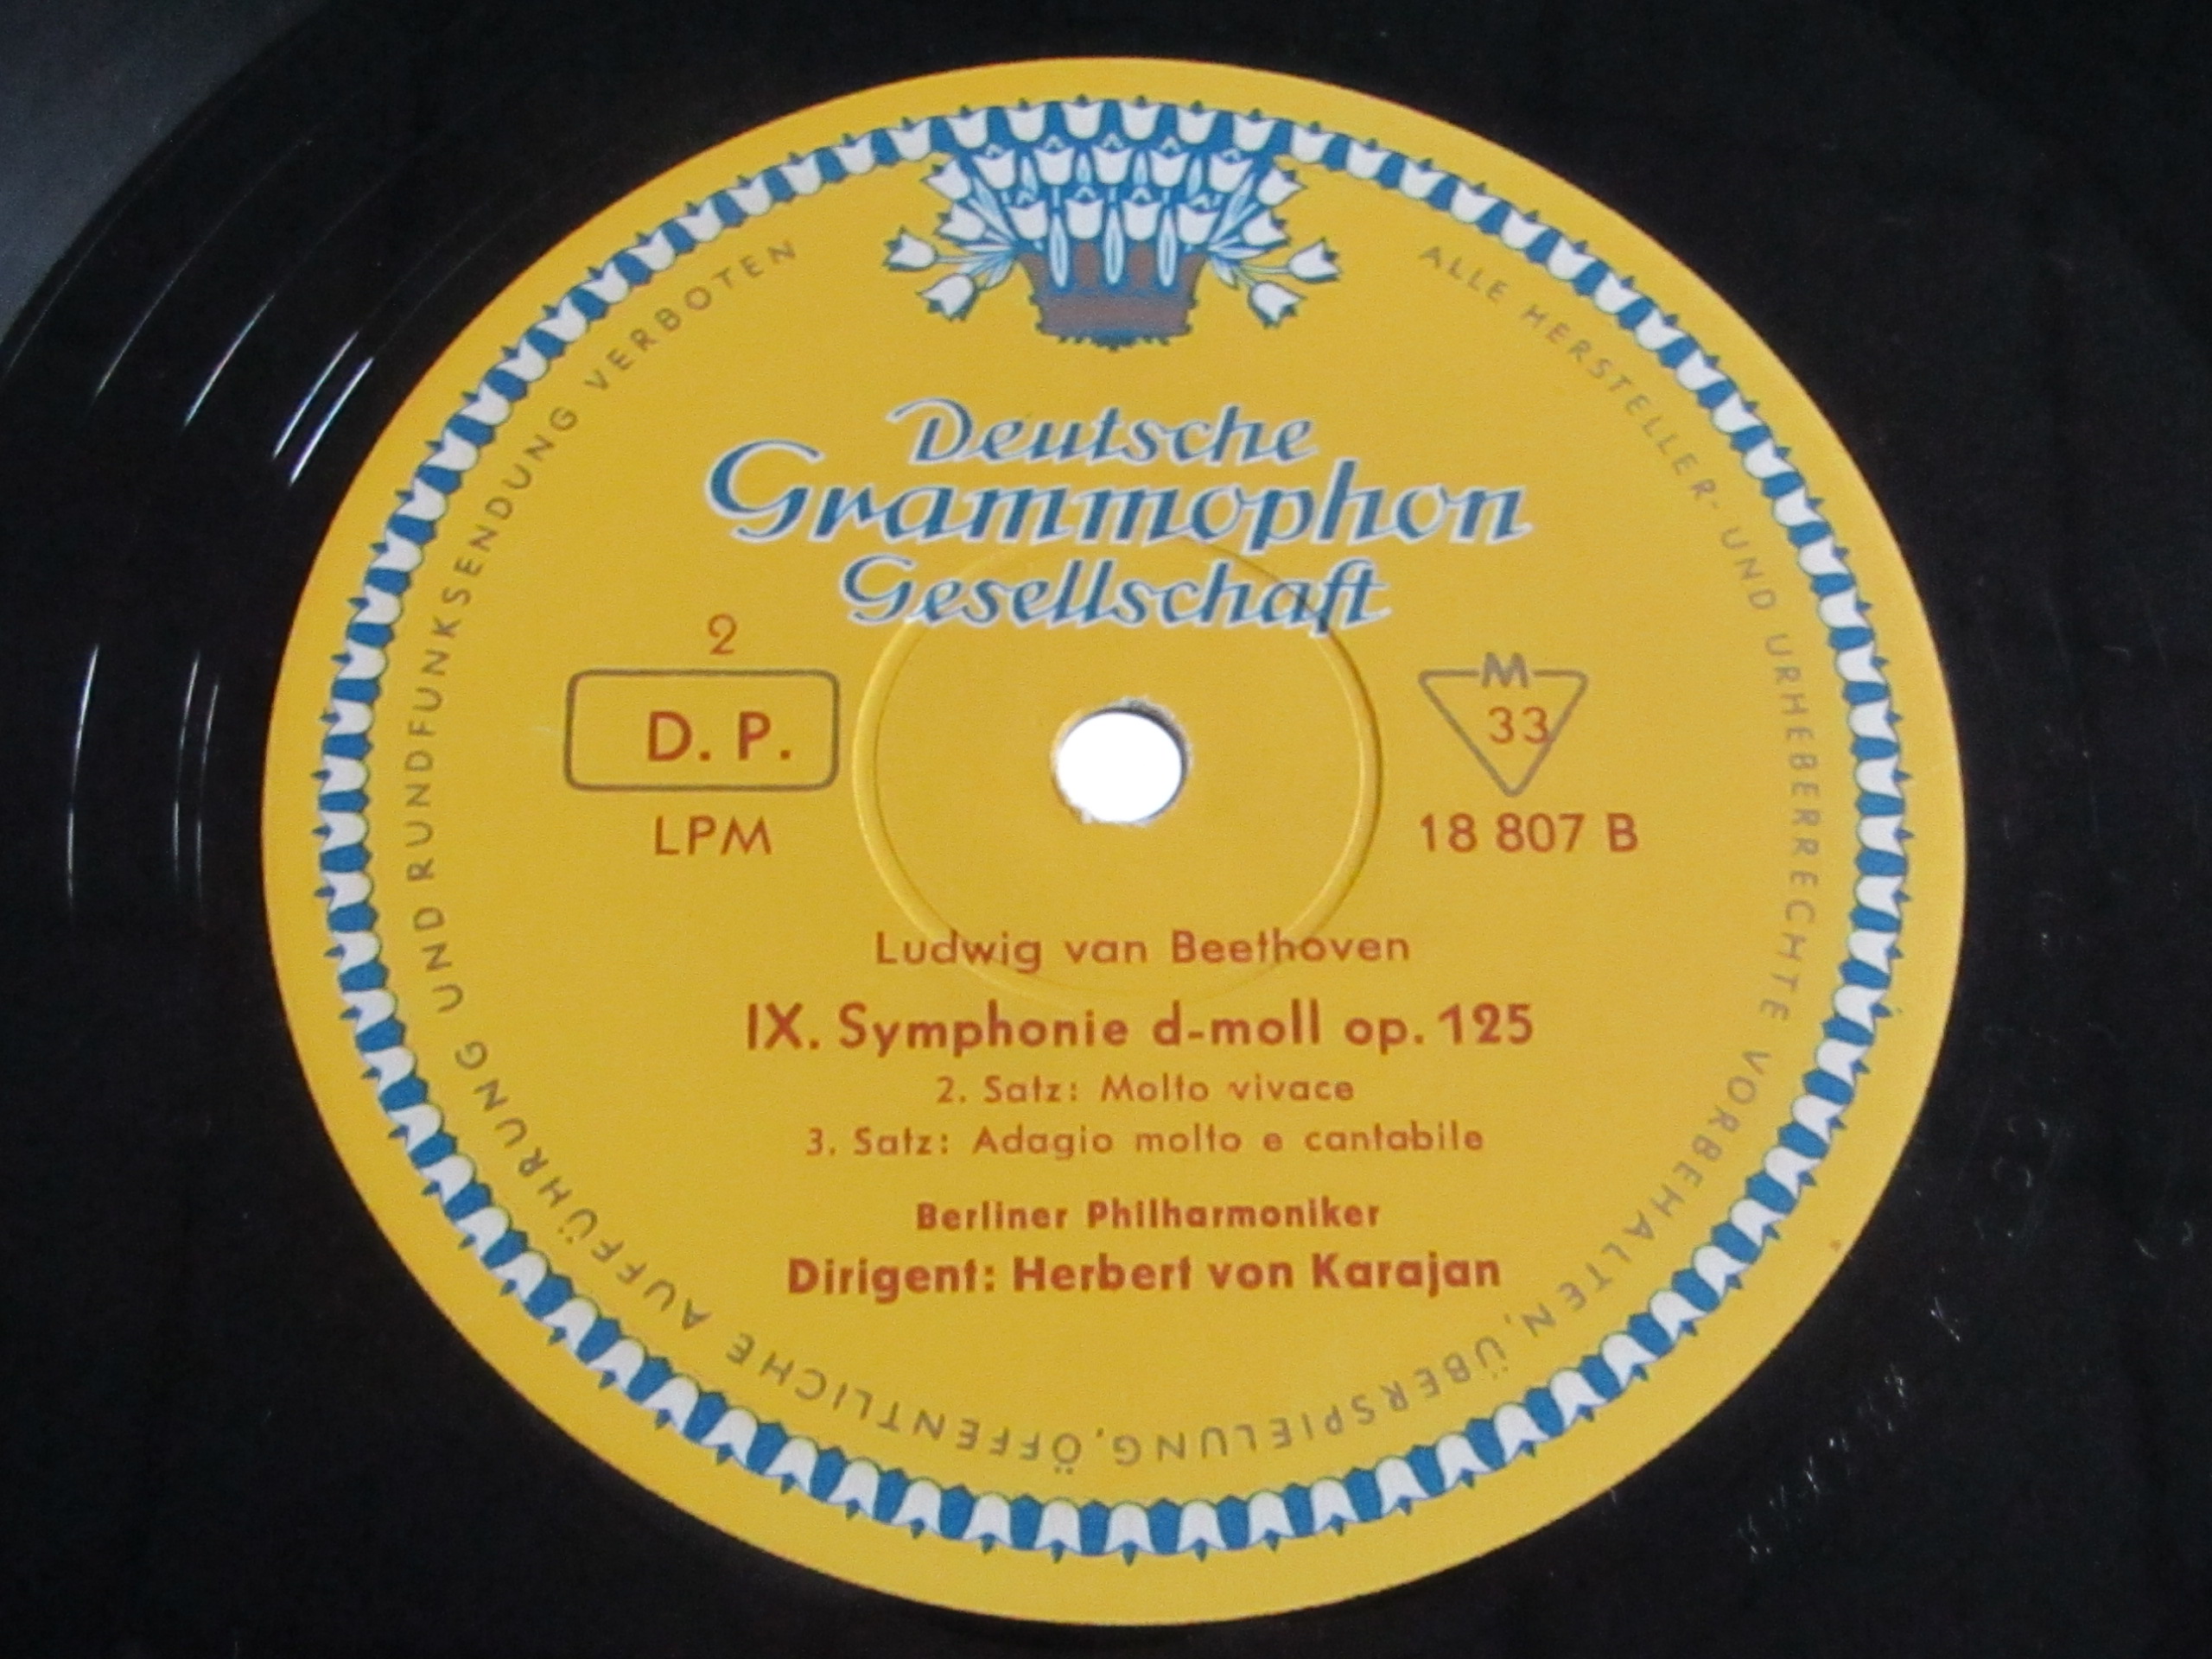 Deutsche
Grammophon
Gesellschaft
2
D. P.
LPM
M
33
18 807 B
Ludwig van Beethoven
IX. Symphonie d-moll op. 125
2. Satz: Molto vivace
3. Satz: Adagio molto e cantabile
Berliner Philharmoniker
Dirigent: Herbert von Karajan
ALLE HERSTELLER- UND URHEBERRECHTE VORBEHALTEN, ÜBERSPIELUNG, ÖFFENTLICHE AUFFÜHRUNG UND RUNDFUNKSENDUNG VERBOTEN